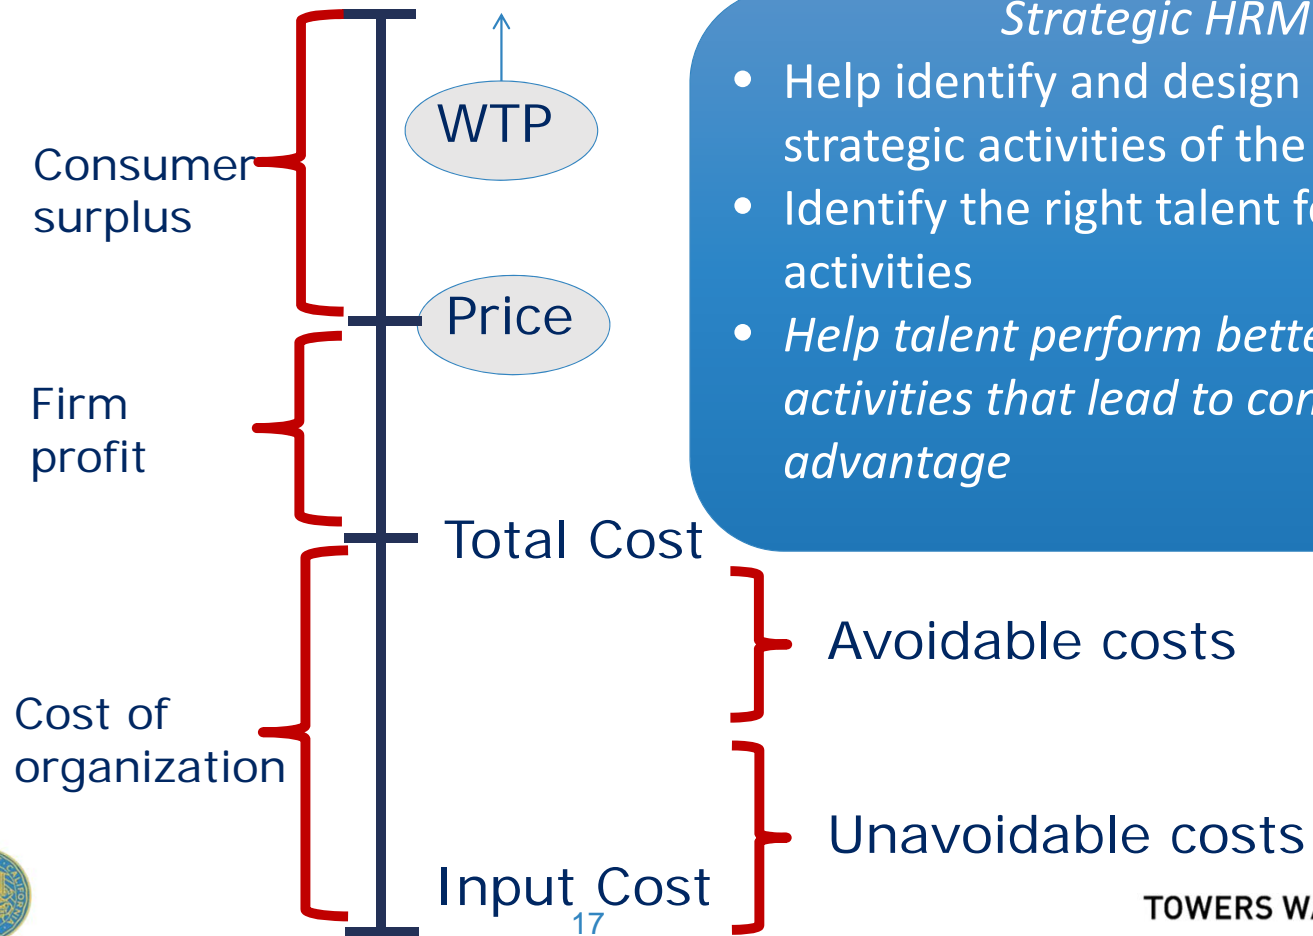 Strategic HRM
• Help identify and design
strategic activities of the
• Identify the right talent
activities
• Help talent perform
activities that lead to
advantage
WTP
Consumer
surplus
Price
Firm
profit
Total Cost
Avoidable costs
Cost of
organization
Unavoidable costs
Input Cost
17
TOWERS